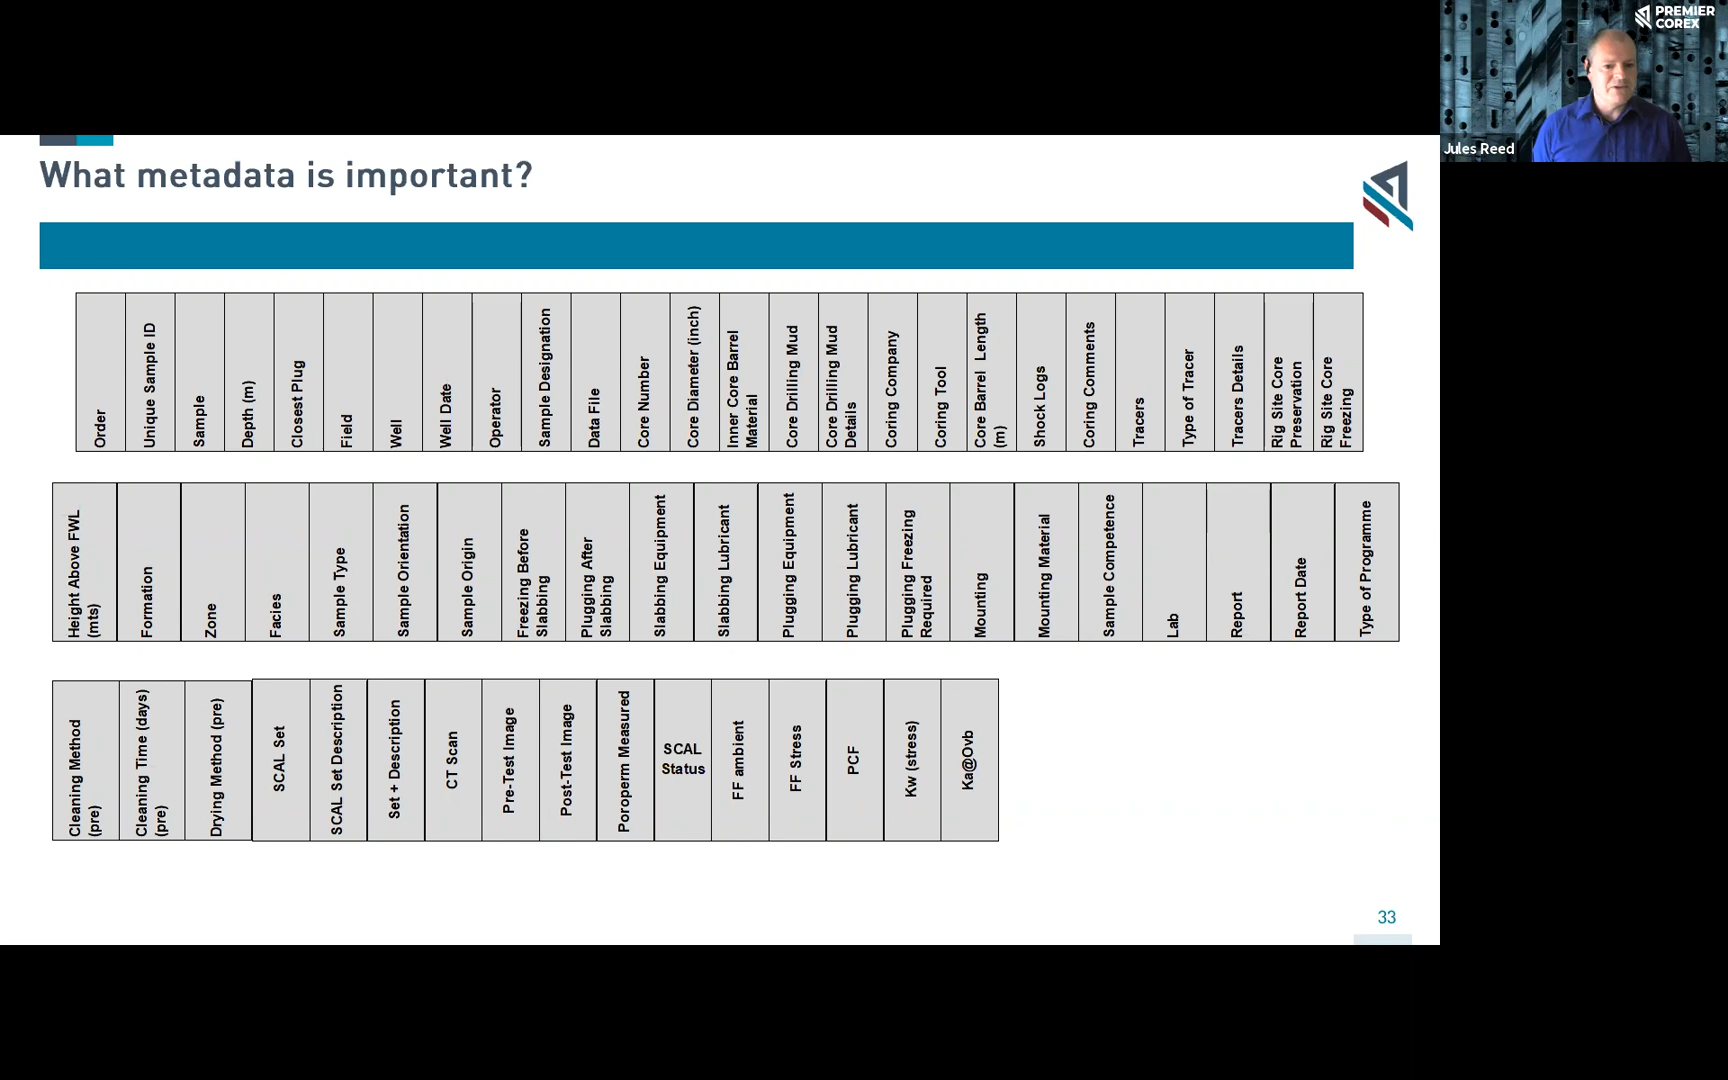 PREMIER
COREX
Jules Reed
What metadata is important?
Order
Unique Sample ID
Sample
Depth (m)
Closest Plug
Field
Well
Well Date
Operator
Sample Designation
Data File
Core Number
Core Diameter (inch)
Inner Core Barrel
Material
Core Drilling Mud
Core Drilling Mud
Details
Coring Company
Coring Tool
Core Barrel Length
(m)
Shock Logs
Coring Comments
Tracers
Type of Tracer
Tracers Details
Rig Site Core
Preservation
Rig Site Core
Freezing
Height Above FWL
(mts)
Formation
Zone
Facies
Sample Type
Sample Orientation
Sample Origin
Freezing Before
Slabbing
Plugging After
Slabbing
Slabbing Equipment
Slabbing Lubricant
Plugging Equipment
Plugging Lubricant
Plugging Freezing
Required
Mounting
Mounting Material
Sample Competence
Lab
Report
Report Date
Type of Programme
Cleaning Method
(pre)
Cleaning Time (days)
(pre)
Drying Method (pre)
SCAL Set
SCAL Set Description
Set + Description
CT Scan
Pre-Test Image
Post-Test Image
Poroperm Measured
SCAL
Status
FF ambient
FF Stress
PCF
Kw (stress)
Ka@Ovb
33